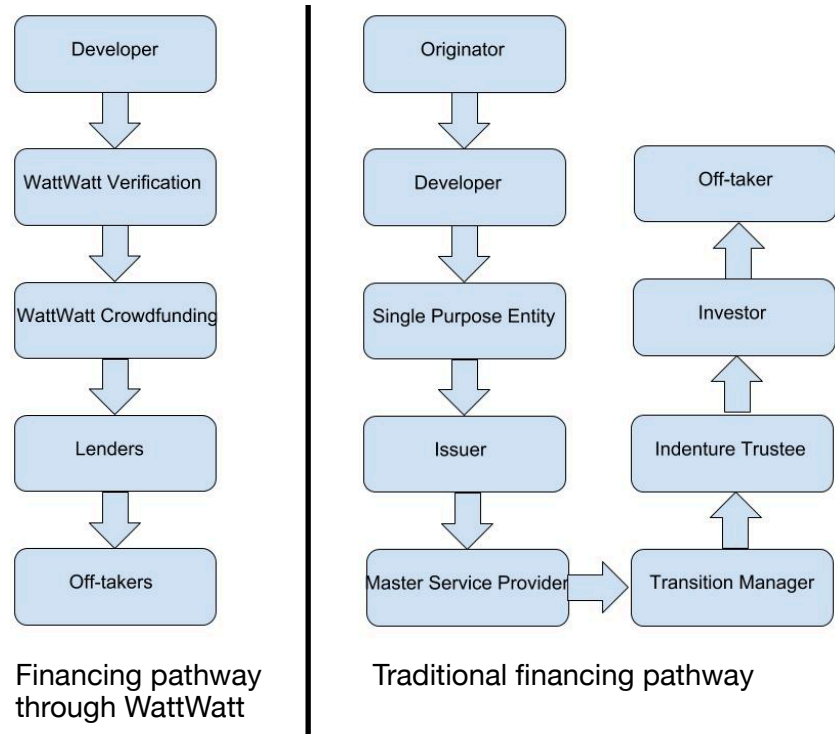 Developer
WattWatt Verification
WattWatt Crowdfunding
Lenders
Off-takers
Financing pathway
through WattWatt
Originator
Developer
Single Purpose Entity
Issuer
Master Service Provider
Transition Manager
Indenture Trustee
Investor
Off-taker
Traditional financing pathway